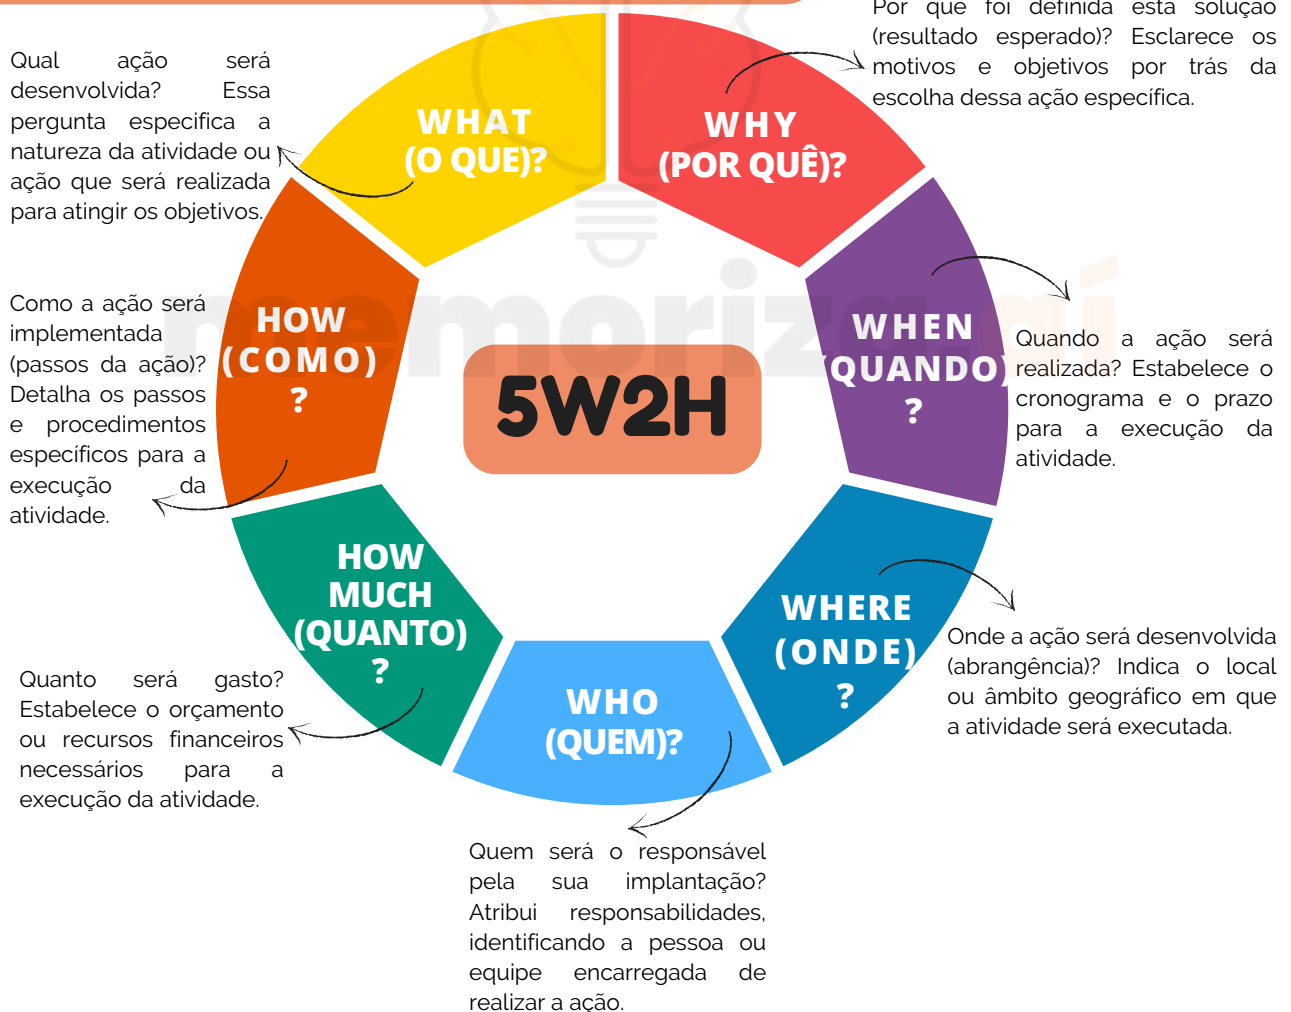 Por que foi definida esta solução
(resultado esperado)? Esclarece os
motivos e objetivos por trás da
escolha dessa ação específica.
Qual ação será
desenvolvida? Essa
pergunta especifica a
natureza da atividade ou
ação que será realizada
para atingir os objetivos.
WHAT
(O QUE)?
WHY
(POR QUÊ)?
Como a ação será
implementada
(passos da ação)?
Detalha os passos
e procedimentos
específicos para a
execução da
atividade.
HOW
(COMO)
?
memorizaaí
5W2H
WHEN
(QUANDO)
?
Quando a ação será
realizada? Estabelece o
cronograma e o prazo
para a execução da
atividade.
HOW
MUCH
(QUANTO)
?
WHERE
(ONDE)
?
Onde a ação será desenvolvida
(abrangência)? Indica o local
ou âmbito geográfico em que
a atividade será executada.
Quanto será gasto?
Estabelece o orçamento
ou recursos financeiros
necessários para a
execução da atividade.
WHO
(QUEM)?
Quem será o responsável
pela sua implantação?
Atribui responsabilidades,
identificando a pessoa ou
equipe encarregada de
realizar a ação.